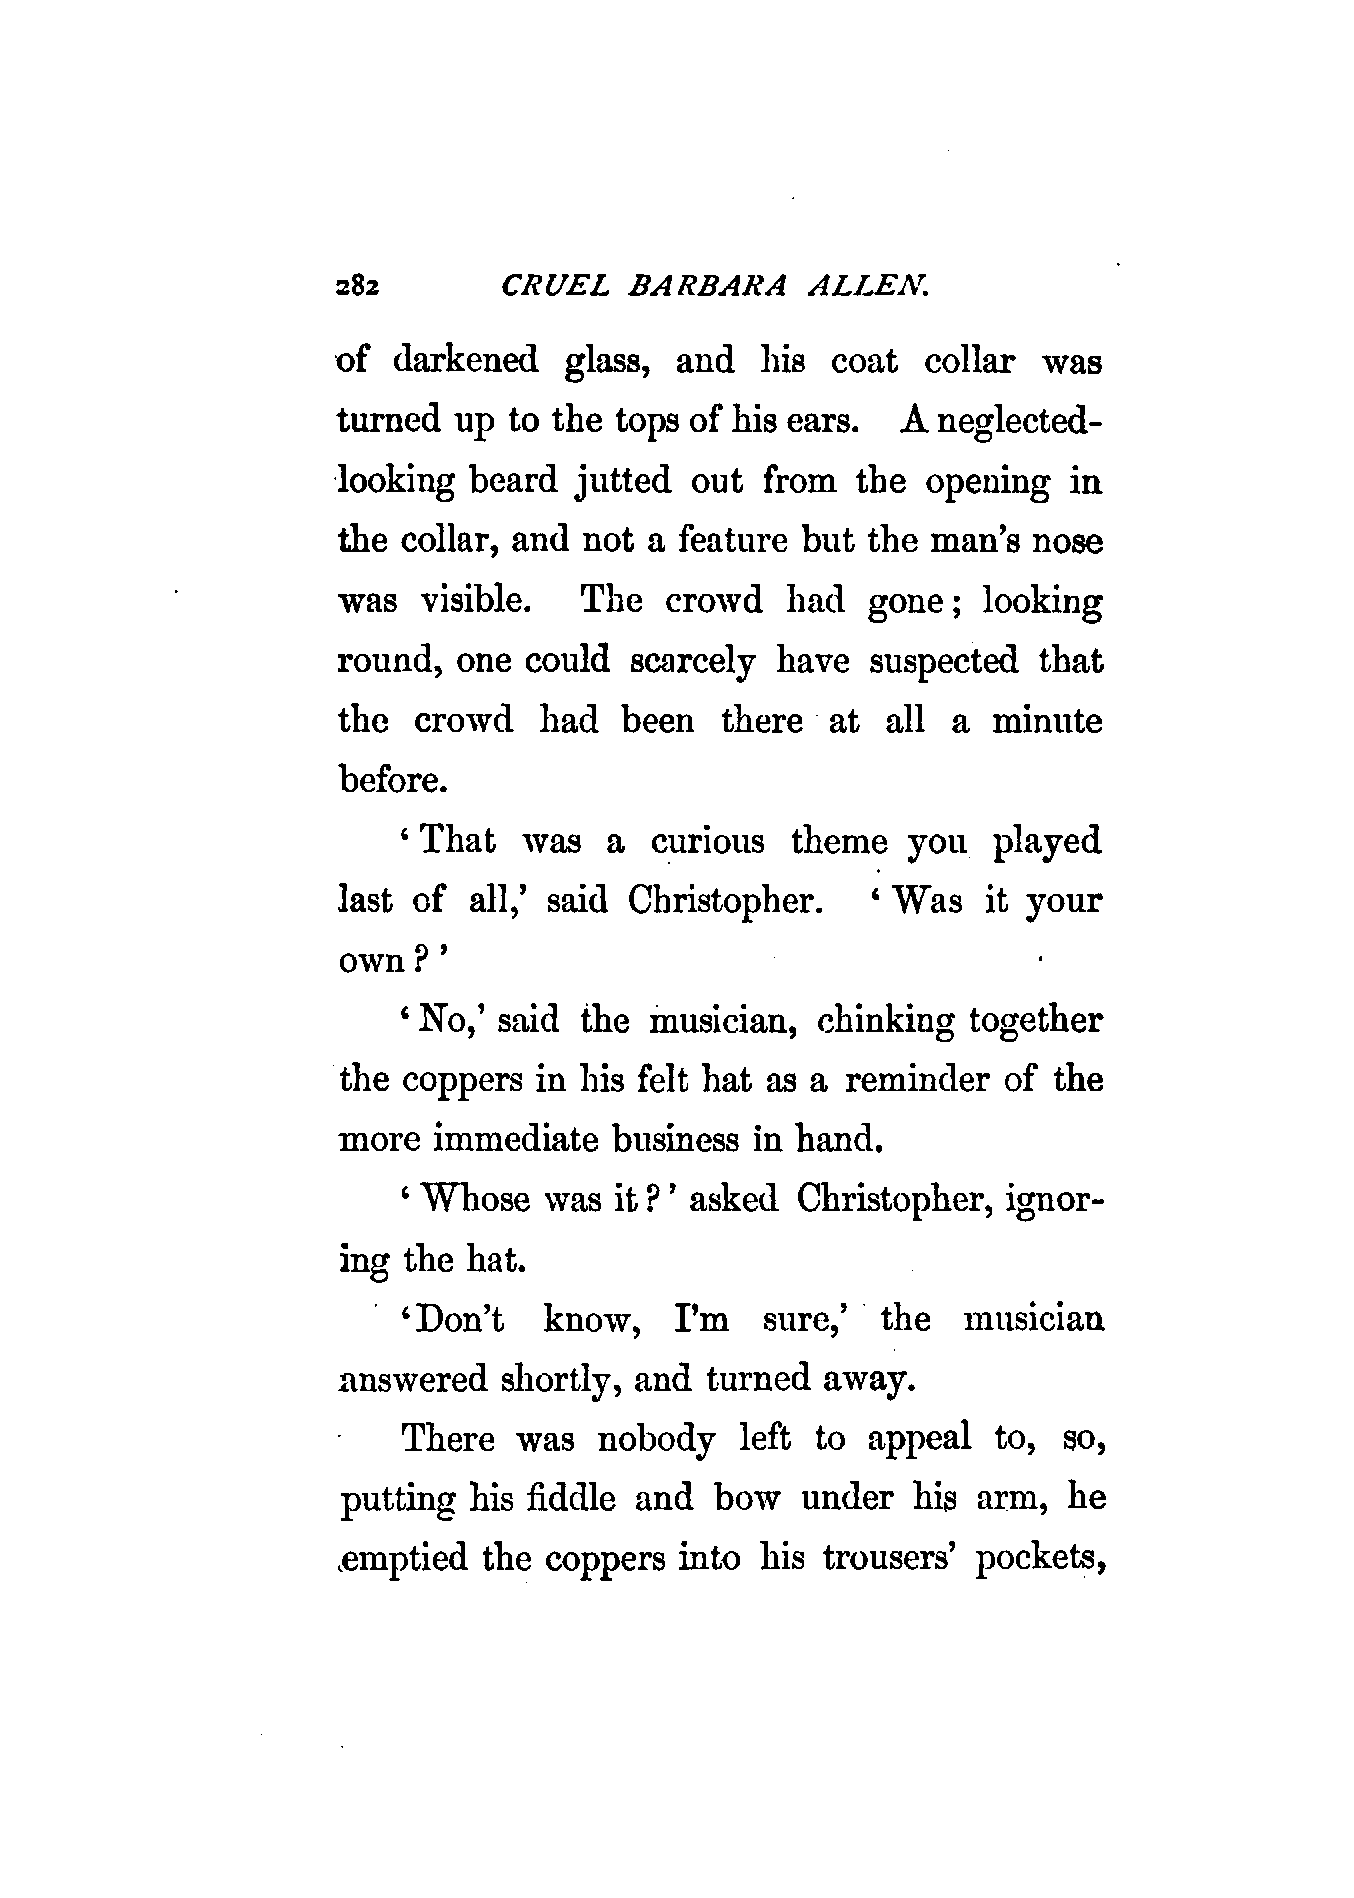 282 CRUEL BARBARA ALLEN.
of darkened glass, and his coat collar was
turned up to the tops of his ears. A neglected-
looking beard jutted out from the opening in
the collar, and not a feature but the man's nose
was visible. The crowd had gone; looking
round, one could scarcely have suspected that
the crowd had been there at all a minute
before.
‘That was a curious theme you played
last of all,’ said Christopher. ‘Was it your
own?’
‘No,’ said the musician, chinking together
the coppers in his felt hat as a reminder of the
more immediate business in hand.
‘Whose was it?’ asked Christopher, ignor-
ing the hat.
‘Don't know, I'm sure,’ the musician
answered shortly, and turned away.
There was nobody left to appeal to, so,
putting his fiddle and bow under his arm, he
emptied the coppers into his trousers' pockets,